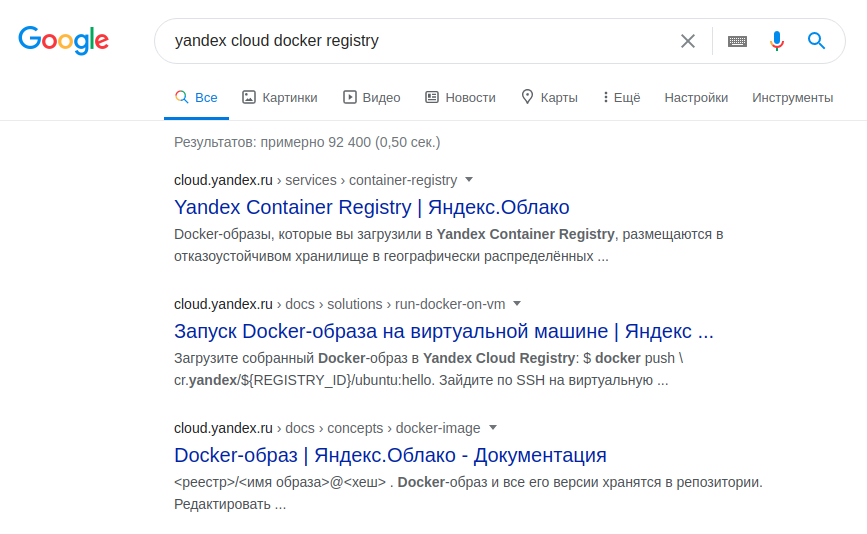 Google
yandex cloud docker registry
Все Картинки Видео Новости Карты Ещё Настройки Инструменты
Результатов: примерно 92 400 (0,50 сек.)
cloud.yandex.ru › services › container-registry
Yandex Container Registry | Яндекс.Облако
Docker-образы, которые вы загрузили в Yandex Container Registry, размещаются в
отказоустойчивом хранилище в географически распределённых ...
cloud.yandex.ru › docs › solutions › run-docker-on-vm
Запуск Docker-образа на виртуальной машине | Яндекс ...
Загрузите собранный Docker-образ в Yandex Cloud Registry: $ docker push \
cr.yandex/${REGISTRY_ID}/ubuntu:hello. Зайдите по SSH на виртуальную ...
cloud.yandex.ru › docs › concepts › docker-image
Docker-образ | Яндекс.Облако - Документация
<реестр>/<имя образа>@<хеш> . Docker-образ и все его версии хранятся в репозитории.
Редактировать ...